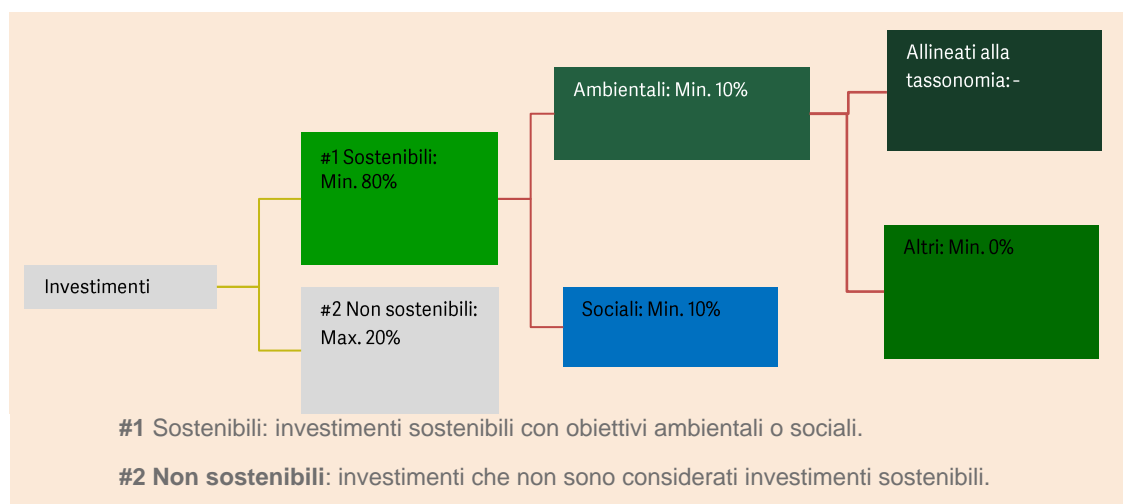 Investimenti
#1 Sostenibili:
Min. 80%
#2 Non sostenibili:
Max. 20%
Ambientali: Min. 10%
Sociali: Min. 10%
Allineati alla
tassonomia: -
Altri: Min. 0%
#1 Sostenibili: investimenti sostenibili con obiettivi ambientali o sociali.
#2 Non sostenibili: investimenti che non sono considerati investimenti sostenibili.